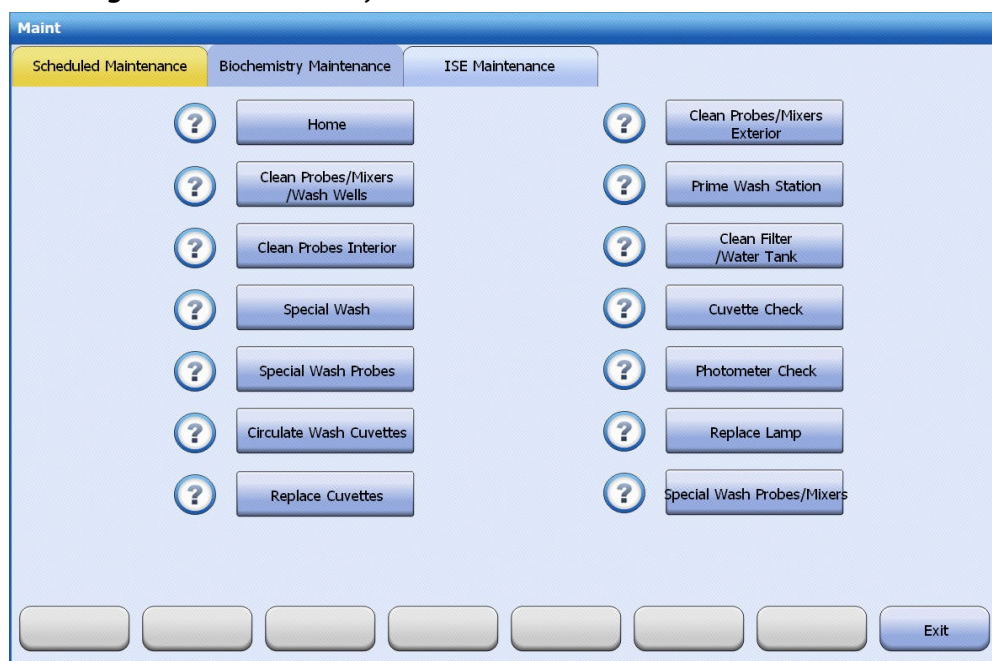 Maint
Scheduled Maintenance
Biochemistry Maintenance
ISE Maintenance
? Home
? Clean Probes/Mixers
/Wash Wells
? Clean Probes Interior
? Special Wash
? Special Wash Probes
? Circulate Wash Cuvettes
? Replace Cuvettes
? Clean Probes/Mixers
Exterior
? Prime Wash Station
? Clean Filter
/Water Tank
? Cuvette Check
? Photometer Check
? Replace Lamp
? Special Wash Probes/Mixers
Exit